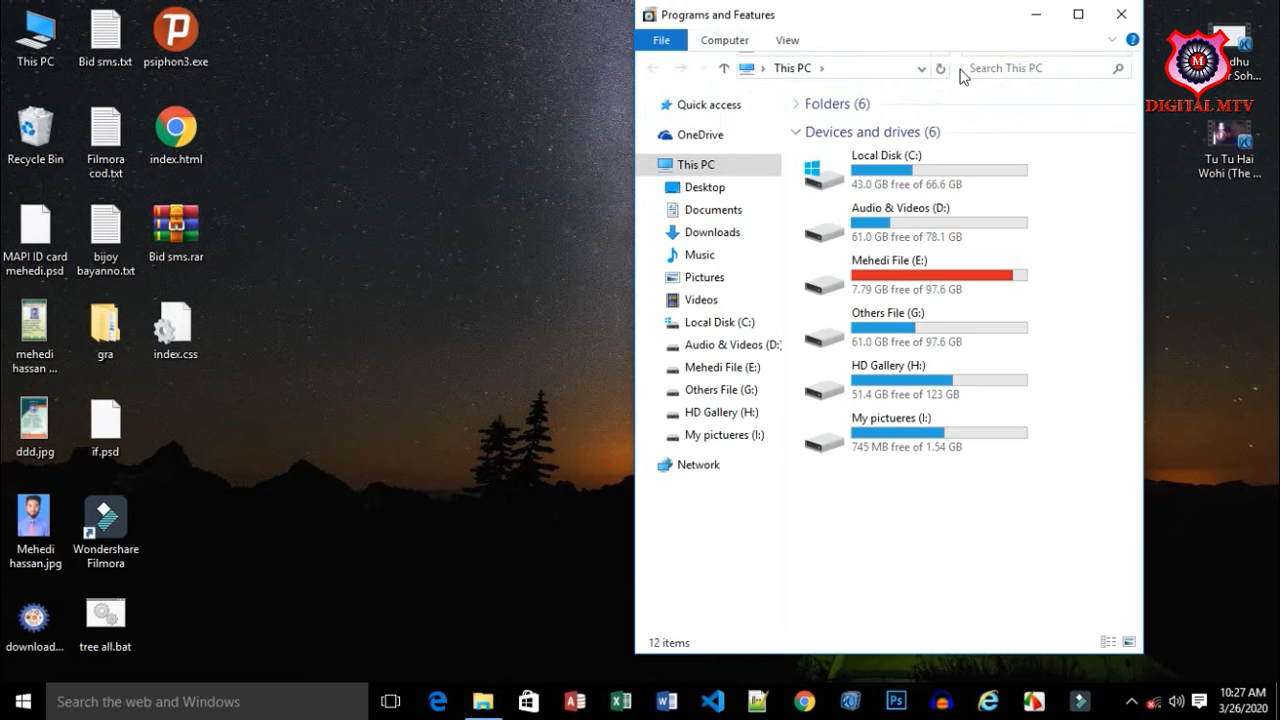 This PC
Bid sms.txt
psiphon3.exe
Recycle Bin
Filmora
cod.txt
index.html
MAPI ID card
mehedi.psd
bijoy
bayanno.txt
Bid sms.rar
mehedi
hassan ...
gra
index.css
ddd.jpg
if.psd
Mehedi
hassan.jpg
Wondershare
Filmora
download...
tree all.bat
Programs and Features
File
Computer
View
This PC
Search This PC
Quick access
OneDrive
This PC
Desktop
Documents
Downloads
Music
Pictures
Videos
Local Disk (C:)
Audio & Videos (D:)
Mehedi File (E:)
Others File (G:)
HD Gallery (H:)
My pictueres (I:)
Network
Folders (6)
Devices and drives (6)
Local Disk (C:)
43.0 GB free of 66.6 GB
Audio & Videos (D:)
61.0 GB free of 78.1 GB
Mehedi File (E:)
7.79 GB free of 97.6 GB
Others File (G:)
61.0 GB free of 97.6 GB
HD Gallery (H:)
51.4 GB free of 123 GB
My pictueres (I:)
745 MB free of 1.54 GB
12 items
M
DIGITAL MTV
Tu Tu Hai
Wohi (The ...
Search the web and Windows
10:27 AM
3/26/2020